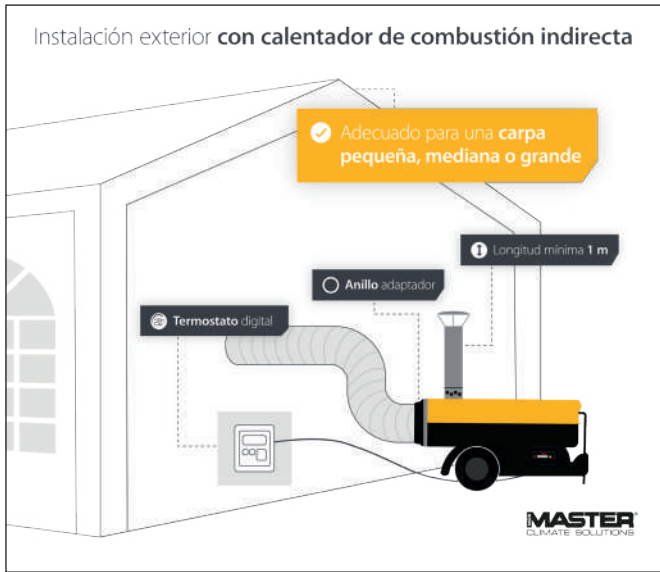 Instalación exterior con calentador de combustión indirecta
Adecuado para una carpa
pequeña, mediana o grande
Longitud mínima 1 m
Anillo adaptador
Termostato digital
MASTER
CLIMATE SOLUTIONS